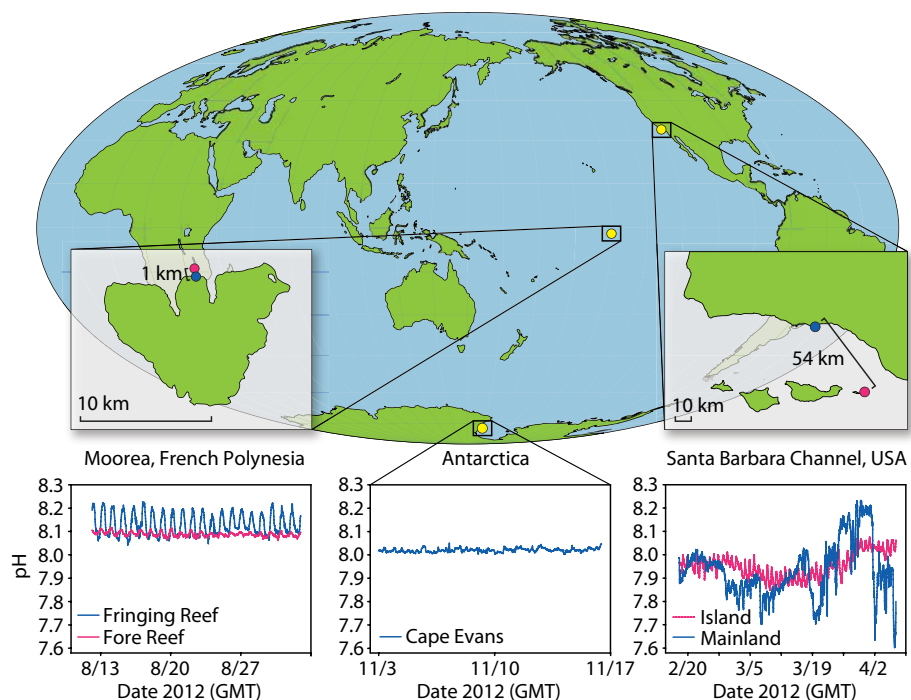 1 km
10 km
54 km
10 km
Moorea, French Polynesia
Antarctica
Santa Barbara Channel, USA
pH
8.3
8.2
8.1
8.0
7.9
7.8
7.7
7.6
Fringing Reef
Fore Reef
8/13
8/20
8/27
Date 2012 (GMT)
8.3
8.2
8.1
8.0
7.9
7.8
7.7
7.6
Cape Evans
11/3
11/10
11/17
Date 2012 (GMT)
8.3
8.2
8.1
8.0
7.9
7.8
7.7
7.6
Island
Mainland
2/20
3/5
3/19
4/2
Date 2012 (GMT)